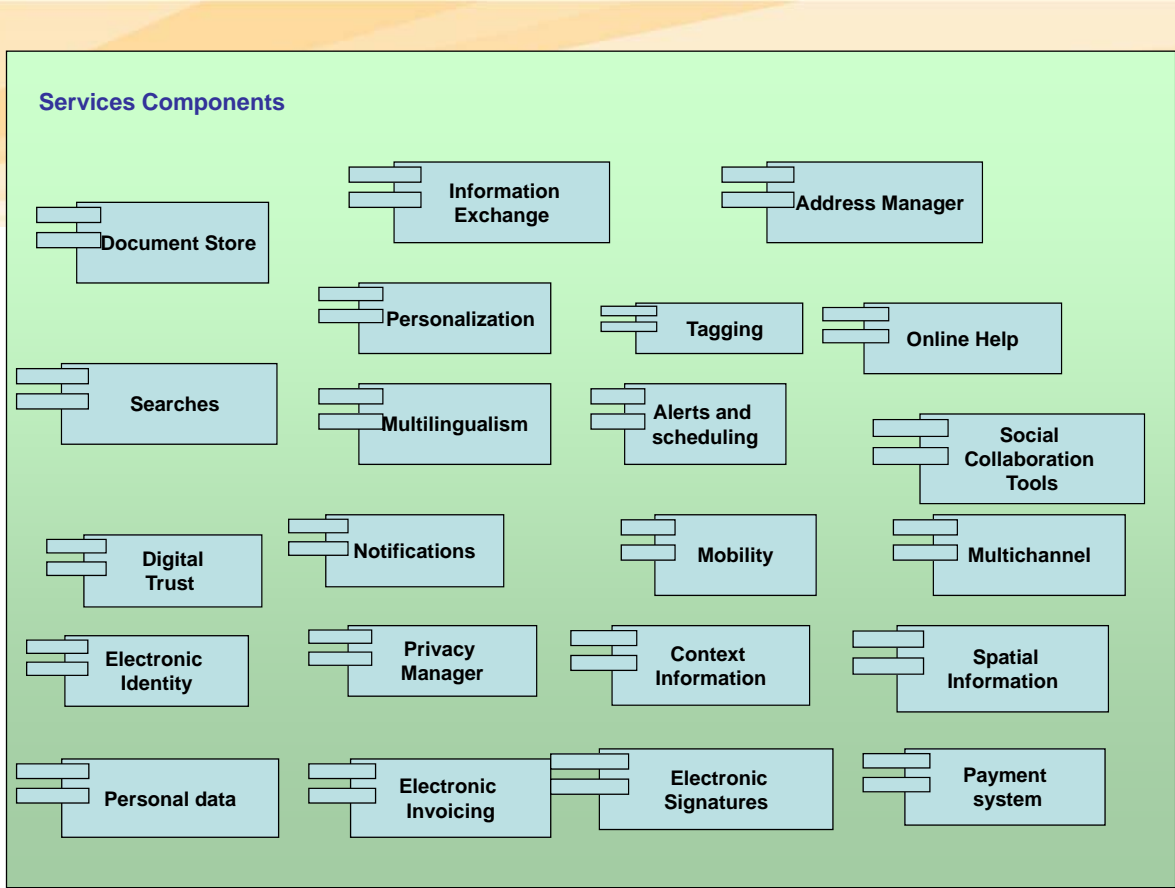 Services Components
Information
Exchange
Address Manager
Document Store
Personalization
Tagging
Online Help
Searches
Multilingualism
Alerts and
scheduling
Social
Collaboration
Tools
Digital
Trust
Notifications
Mobility
Multichannel
Electronic
Identity
Privacy
Manager
Context
Information
Spatial
Information
Personal data
Electronic
Invoicing
Electronic
Signatures
Payment
system